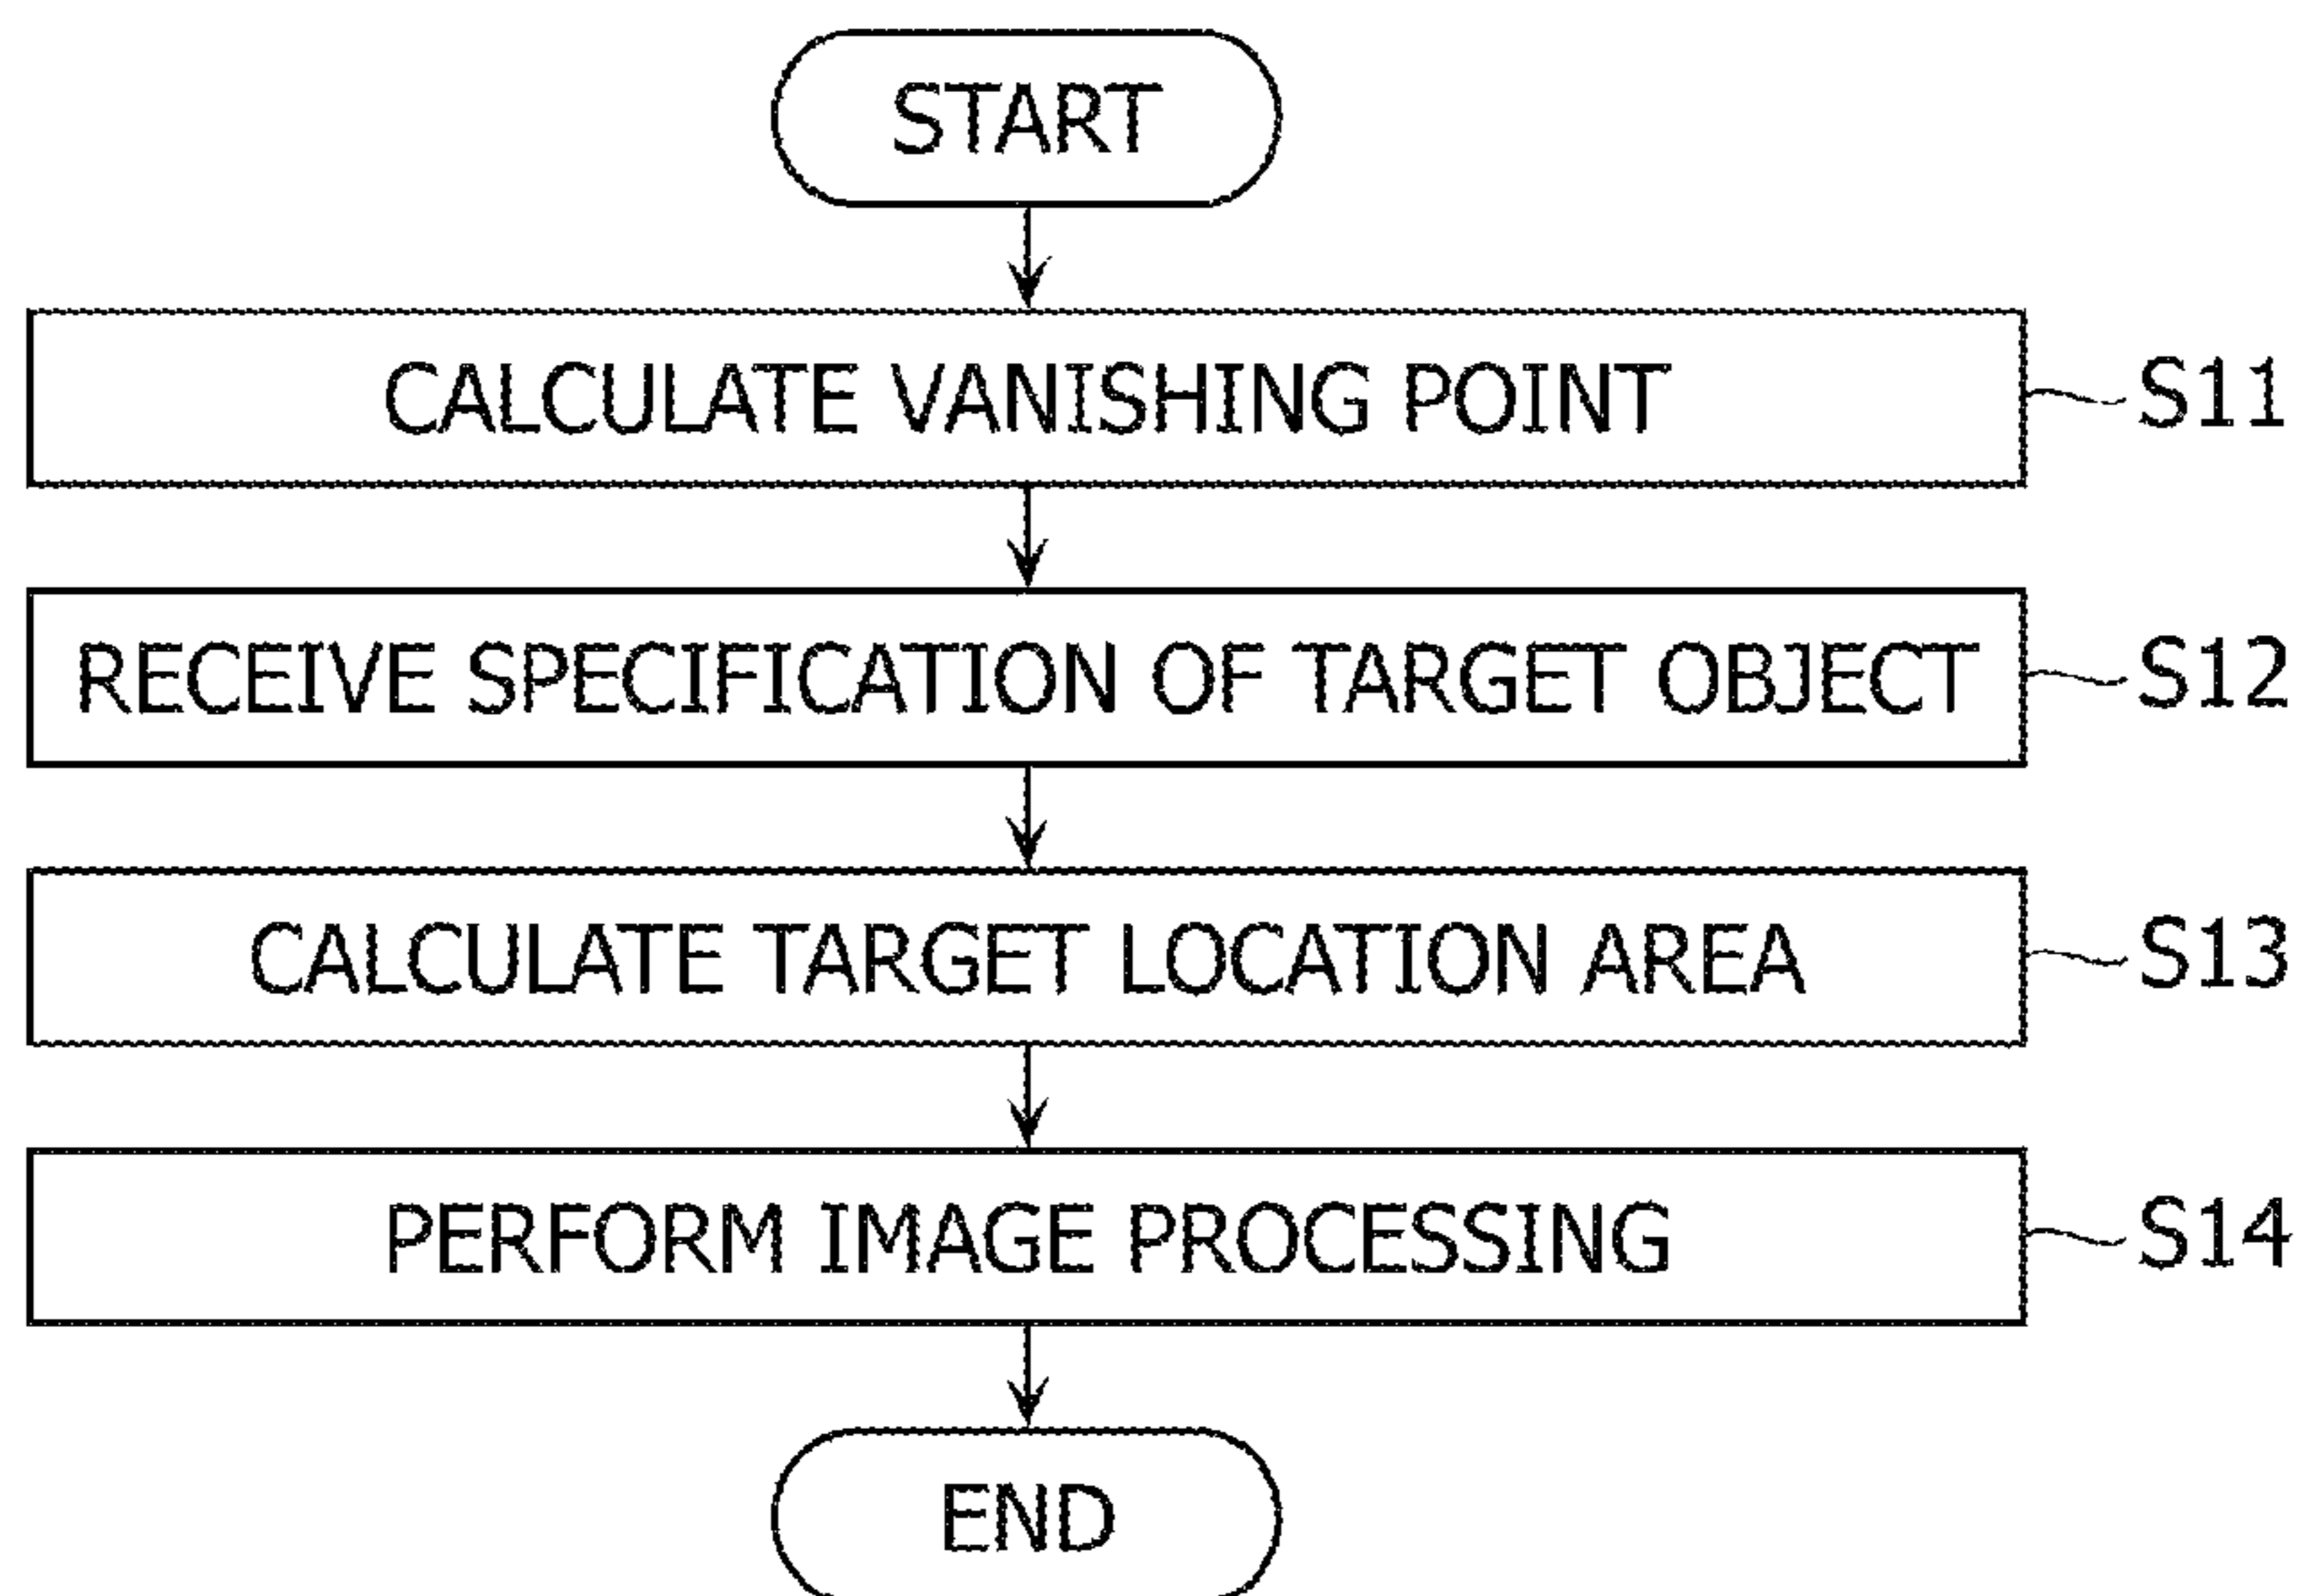 START
CALCULATE VANISHING POINT S11
RECEIVE SPECIFICATION OF TARGET OBJECT S12
CALCULATE TARGET LOCATION AREA S13
PERFORM IMAGE PROCESSING S14
END